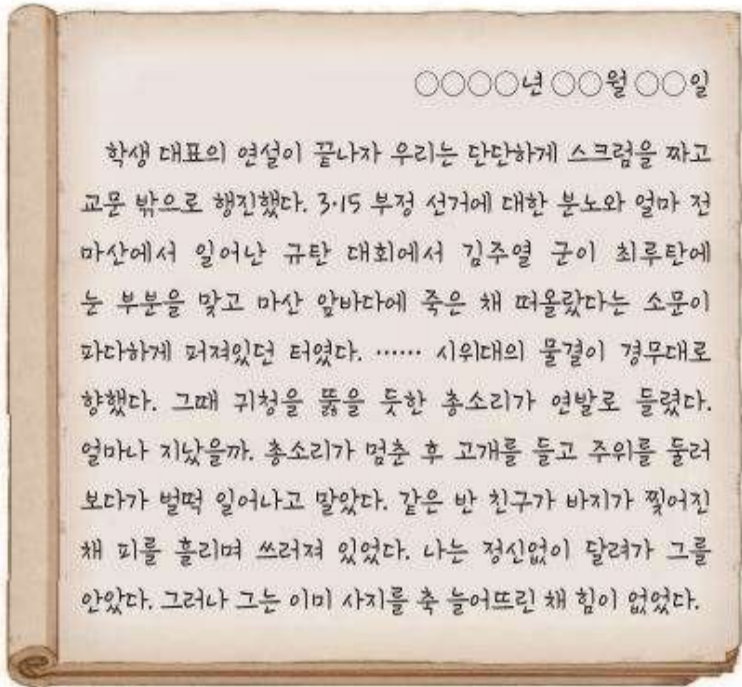 ○○○○년 ○○월 ○○일
학생 대표의 연설이 끝나자 우리는 단단하게 스크럼을 짜고
교문 밖으로 행진했다. 3·15 부정 선거에 대한 분노와 얼마 전
마산에서 일어난 규탄 대회에서 김주열 군이 최루탄에
눈 부분을 맞고 마산 앞바다에 죽은 채 떠올랐다는 소문이
파다하게 퍼져있던 터였다. …… 시위대의 물결이 경무대로
향했다. 그때 귀청을 뚫을 듯한 총소리가 연발로 들렸다.
얼마나 지났을까. 총소리가 멈춘 후 고개를 들고 주위를 둘러
보다가 벌떡 일어나고 말았다. 같은 반 친구가 바지가 찢어진
채 피를 흘리며 쓰러져 있었다. 나는 정신없이 달려가 그를
안았다. 그러나 그는 이미 사지를 축 늘어뜨린 채 힘이 없었다.